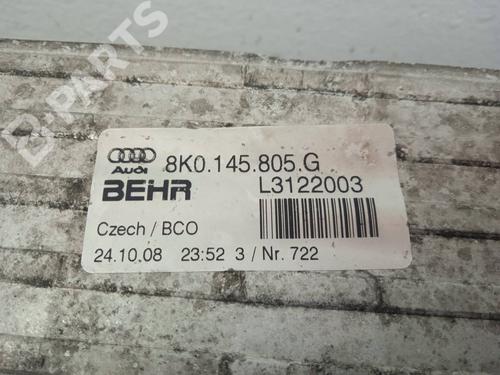 B-PARTS
Audi
8K0.145.805.G
BEHR
L3122003
Czech / BCO
24.10.08 23:52 3 / Nr. 722